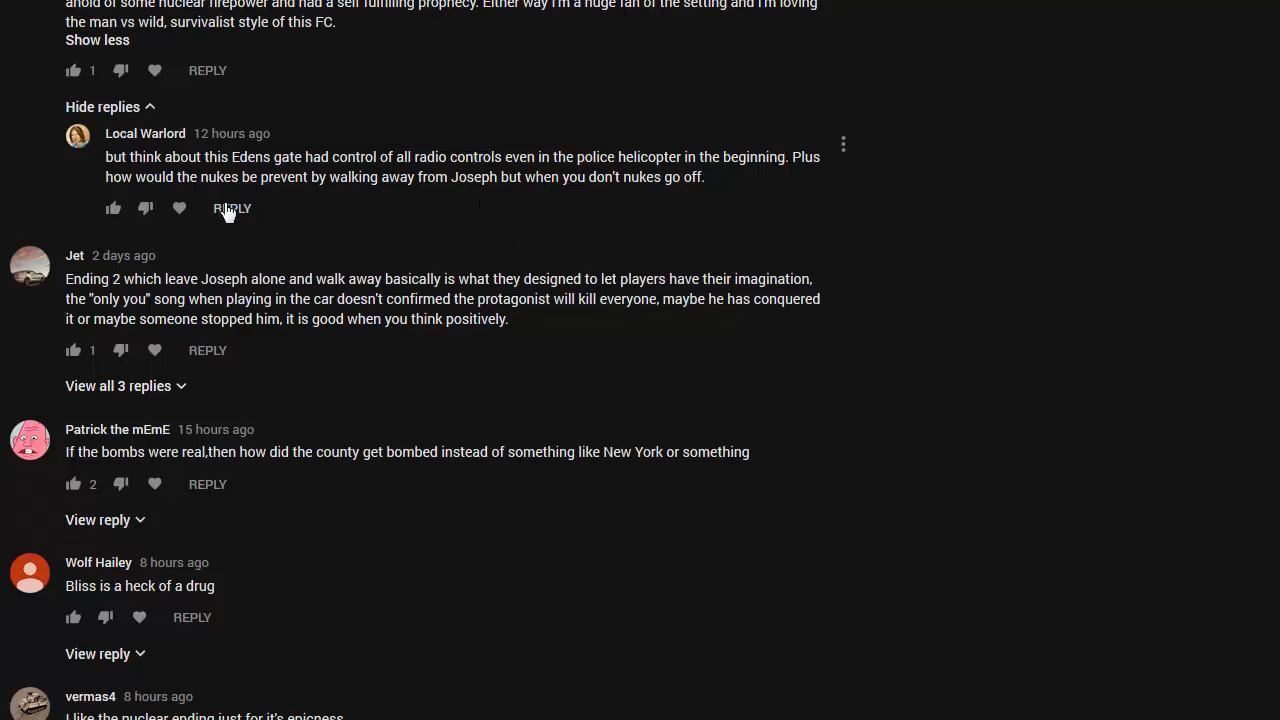 ahold of some nuclear firepower and had a self fulfilling prophecy. Either way I'm a huge fan of the setting and I'm loving
the man vs wild, survivalist style of this FC.
Show less
1 REPLY
Hide replies
Local Warlord 12 hours ago
but think about this Edens gate had control of all radio controls even in the police helicopter in the beginning. Plus
how would the nukes be prevent by walking away from Joseph but when you don't nukes go off.
REPLY
Jet 2 days ago
Ending 2 which leave Joseph alone and walk away basically is what they designed to let players have their imagination,
the "only you" song when playing in the car doesn't confirmed the protagonist will kill everyone, maybe he has conquered
it or maybe someone stopped him, it is good when you think positively.
1 REPLY
View all 3 replies
Patrick the mEmE 15 hours ago
If the bombs were real,then how did the county get bombed instead of something like New York or something
2 REPLY
View reply
Wolf Hailey 8 hours ago
Bliss is a heck of a drug
REPLY
View reply
vermas4 8 hours ago
I like the nuclear ending just for it's epicness